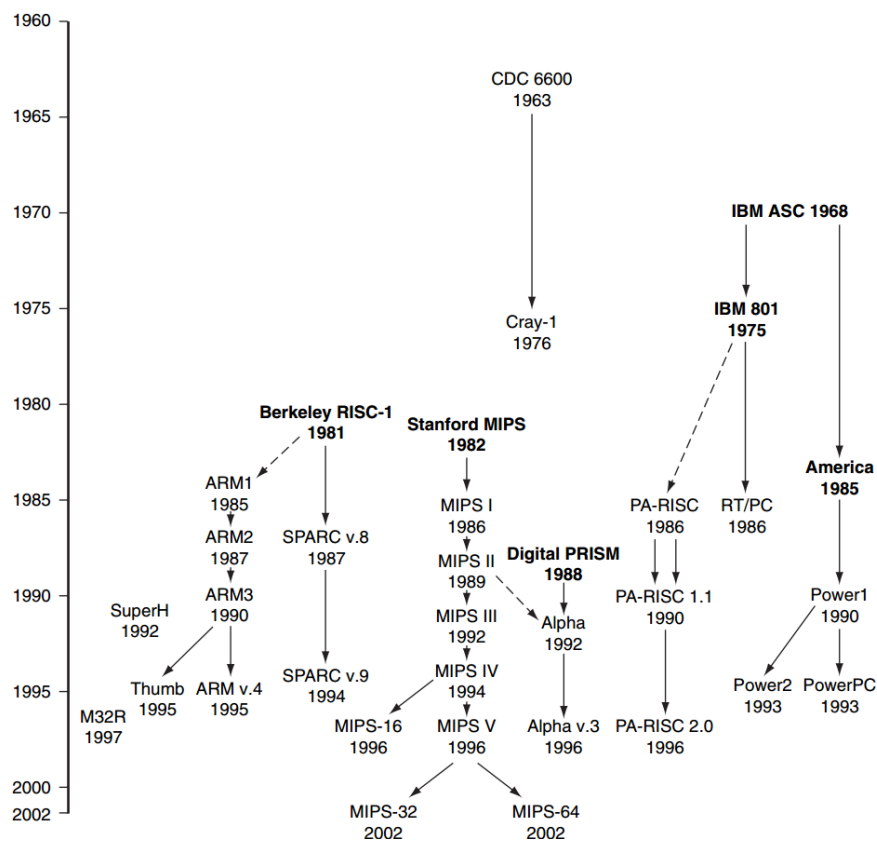 1960
CDC 6600
1963
1965
1970
IBM ASC 1968
1975
IBM 801
1975
Cray-1
1976
1980
Berkeley RISC-1
1981
Stanford MIPS
1982
America
1985
ARM1
1985
1985
MIPS I
1986
PA-RISC
1986
RT/PC
1986
ARM2
1987
SPARC v.8
1987
MIPS II
1989
Digital PRISM
1988
1990
ARM3
1990
PA-RISC 1.1
1990
Power1
1990
SuperH
1992
MIPS III
1992
Alpha
1992
MIPS IV
1994
SPARC v.9
1994
1995
Thumb
1995
ARM v.4
1995
Power2
1993
PowerPC
1993
M32R
1997
MIPS-16
1996
MIPS V
1996
Alpha v.3
1996
PA-RISC 2.0
1996
2000
2002
MIPS-32
2002
MIPS-64
2002